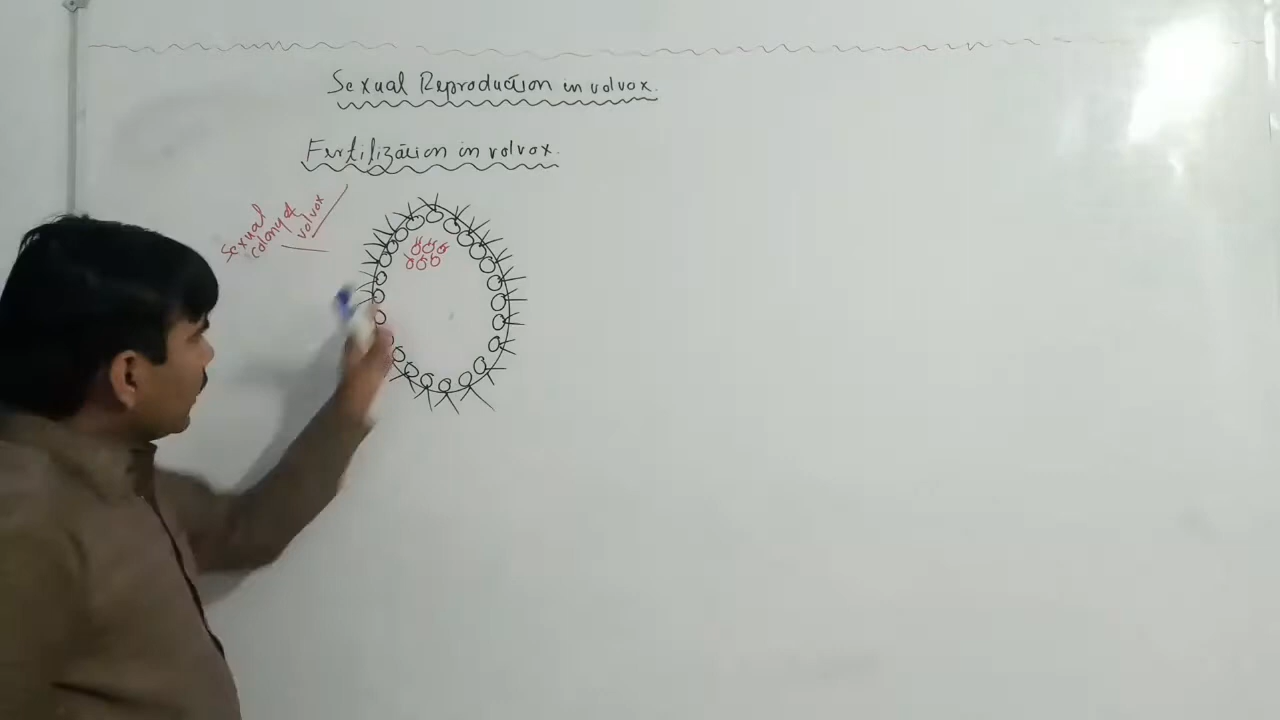 Sexual Reproduction in volvox.
Fertilization in volvox.
Sexual
colony of
volvox